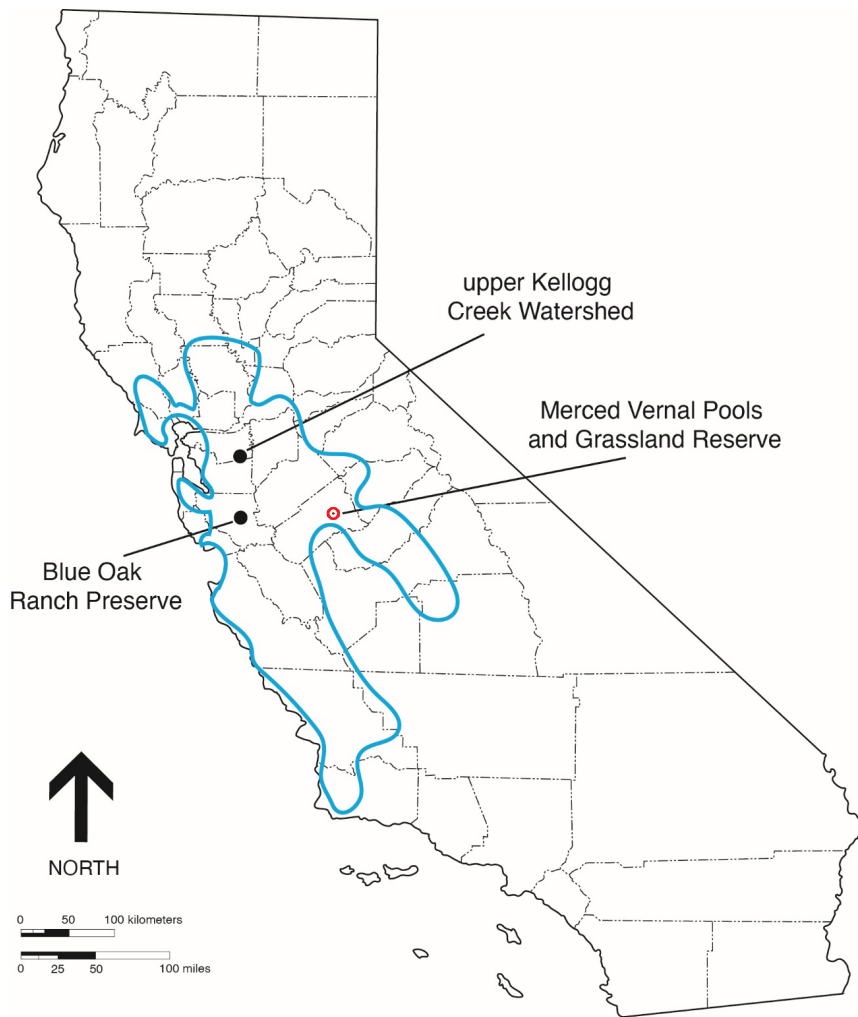 upper Kellogg
Creek Watershed
Merced Vernal Pools
and Grassland Reserve
Blue Oak
Ranch Preserve
NORTH
0 50 100 kilometers
0 25 50 100 miles